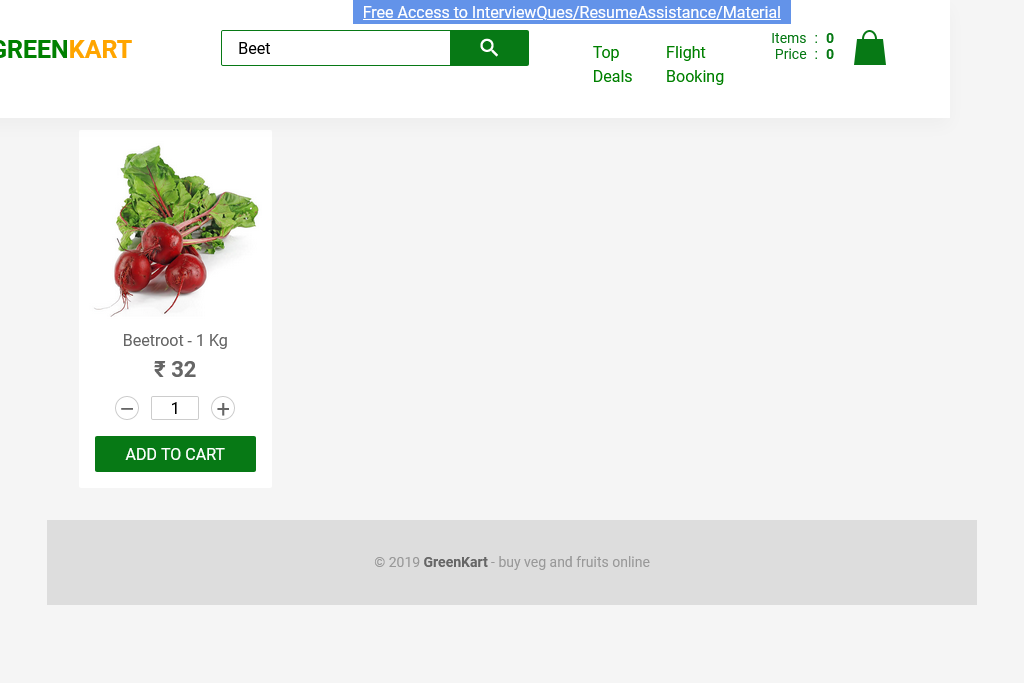 Free Access to InterviewQues/ResumeAssistance/Material
GREENKART
Beet
Top
Deals
Flight
Booking
Items : 0
Price : 0
Beetroot - 1 Kg
₹ 32
− 1 +
ADD TO CART
© 2019 GreenKart - buy veg and fruits online